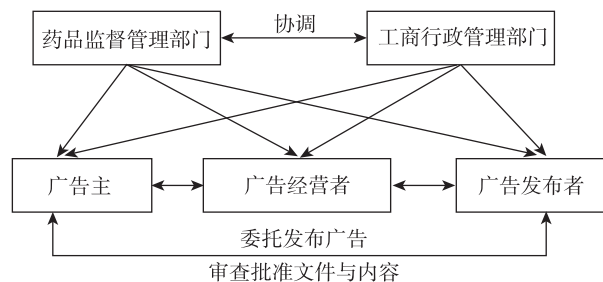 药品监督管理部门
协调
工商行政管理部门
广告主
广告经营者
广告发布者
委托发布广告
审查批准文件与内容